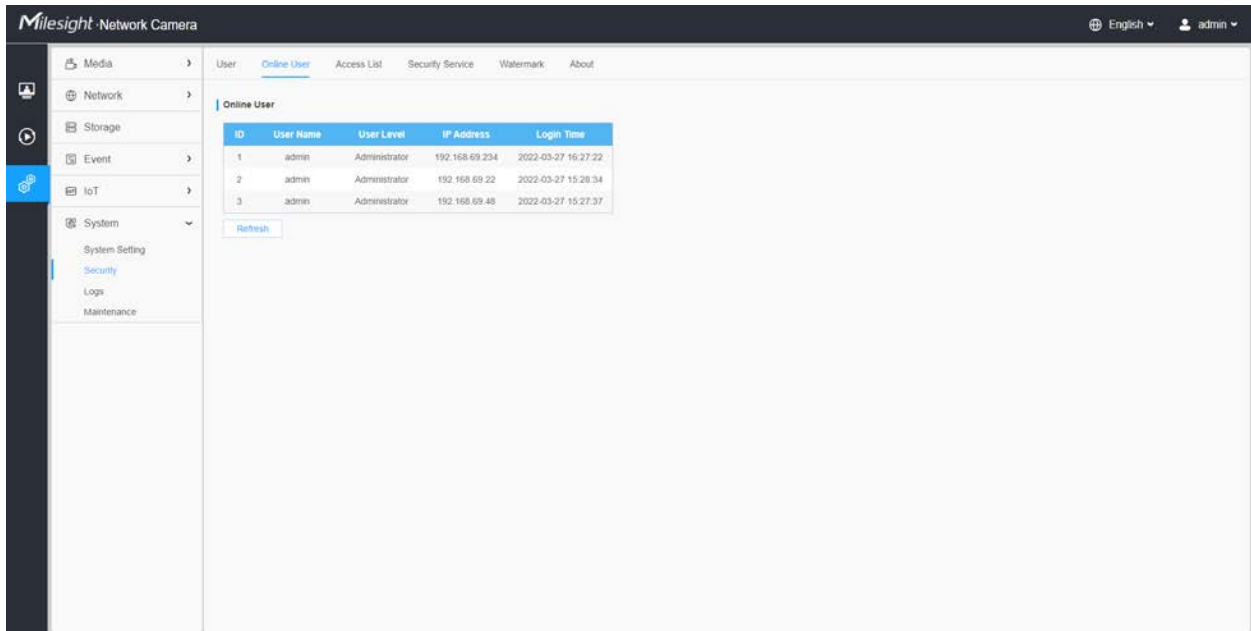 Milesight ·Network Camera
English
admin
Media
Network
Storage
Event
IoT
System
System Setting
Security
Logs
Maintenance
User Online User Access List Security Service Watermark About
Online User
ID User Name User Level IP Address Login Time
1 admin Administrator 192.168.69.234 2022-03-27 16:27:22
2 admin Administrator 192.168.69.22 2022-03-27 15:28:34
3 admin Administrator 192.168.69.48 2022-03-27 15:27:37
Refresh